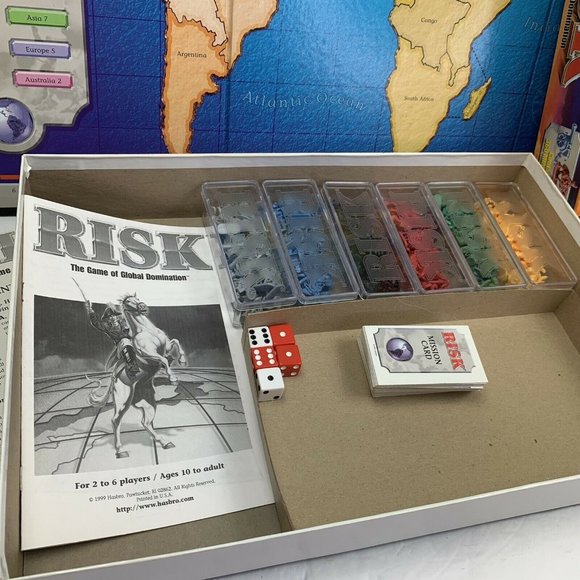 Asia 7
Europe 5
Australia 2
Argentina
Atlantic Ocean
Congo
South Africa
RISK
The Game of Global Domination™
For 2 to 6 players / Ages 10 to adult
© 1999 Hasbro. Pawtucket, RI 02862. All Rights Reserved.
Printed in U.S.A.
http://www.hasbro.com
RISK
MISSION
CARD